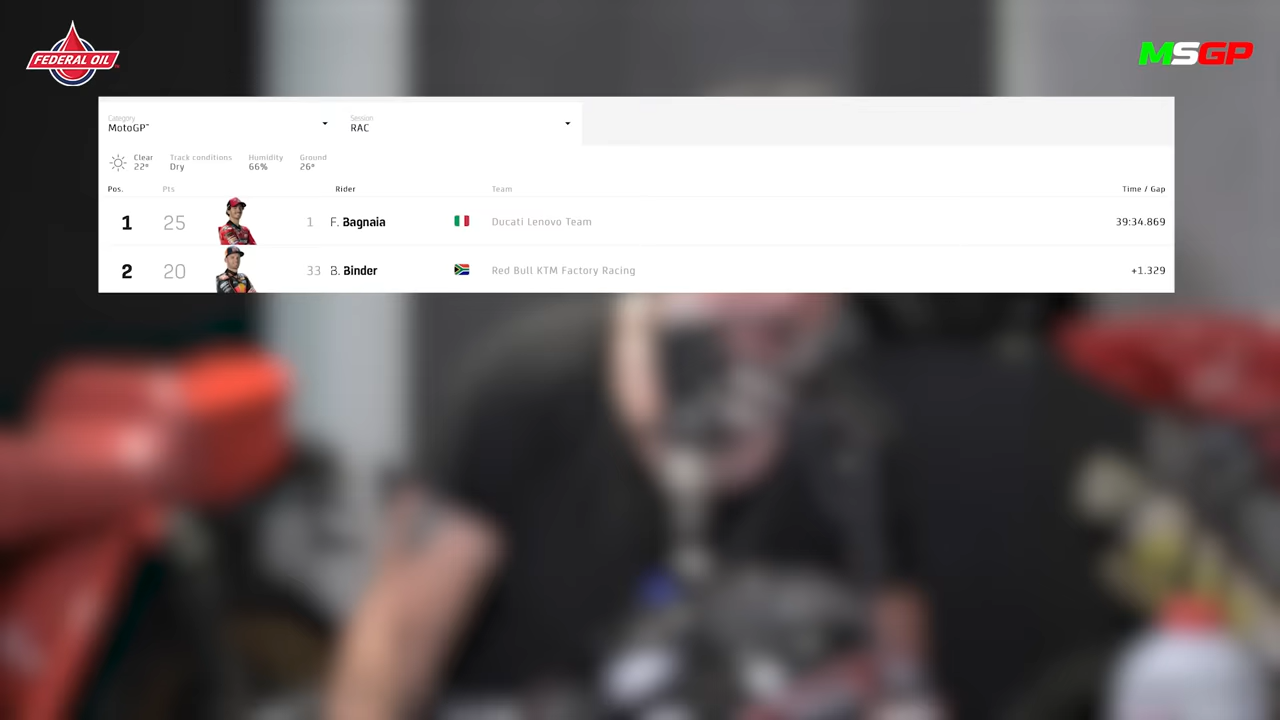 FEDERAL OIL
MSGP
Category
MotoGP™
Session
RAC
Clear
22°
Track conditions
Dry
Humidity
66%
Ground
26°
Pos. Pts Rider Team Time / Gap
1 25 1 F. Bagnaia Ducati Lenovo Team 39:34.869
2 20 33 B. Binder Red Bull KTM Factory Racing +1.329